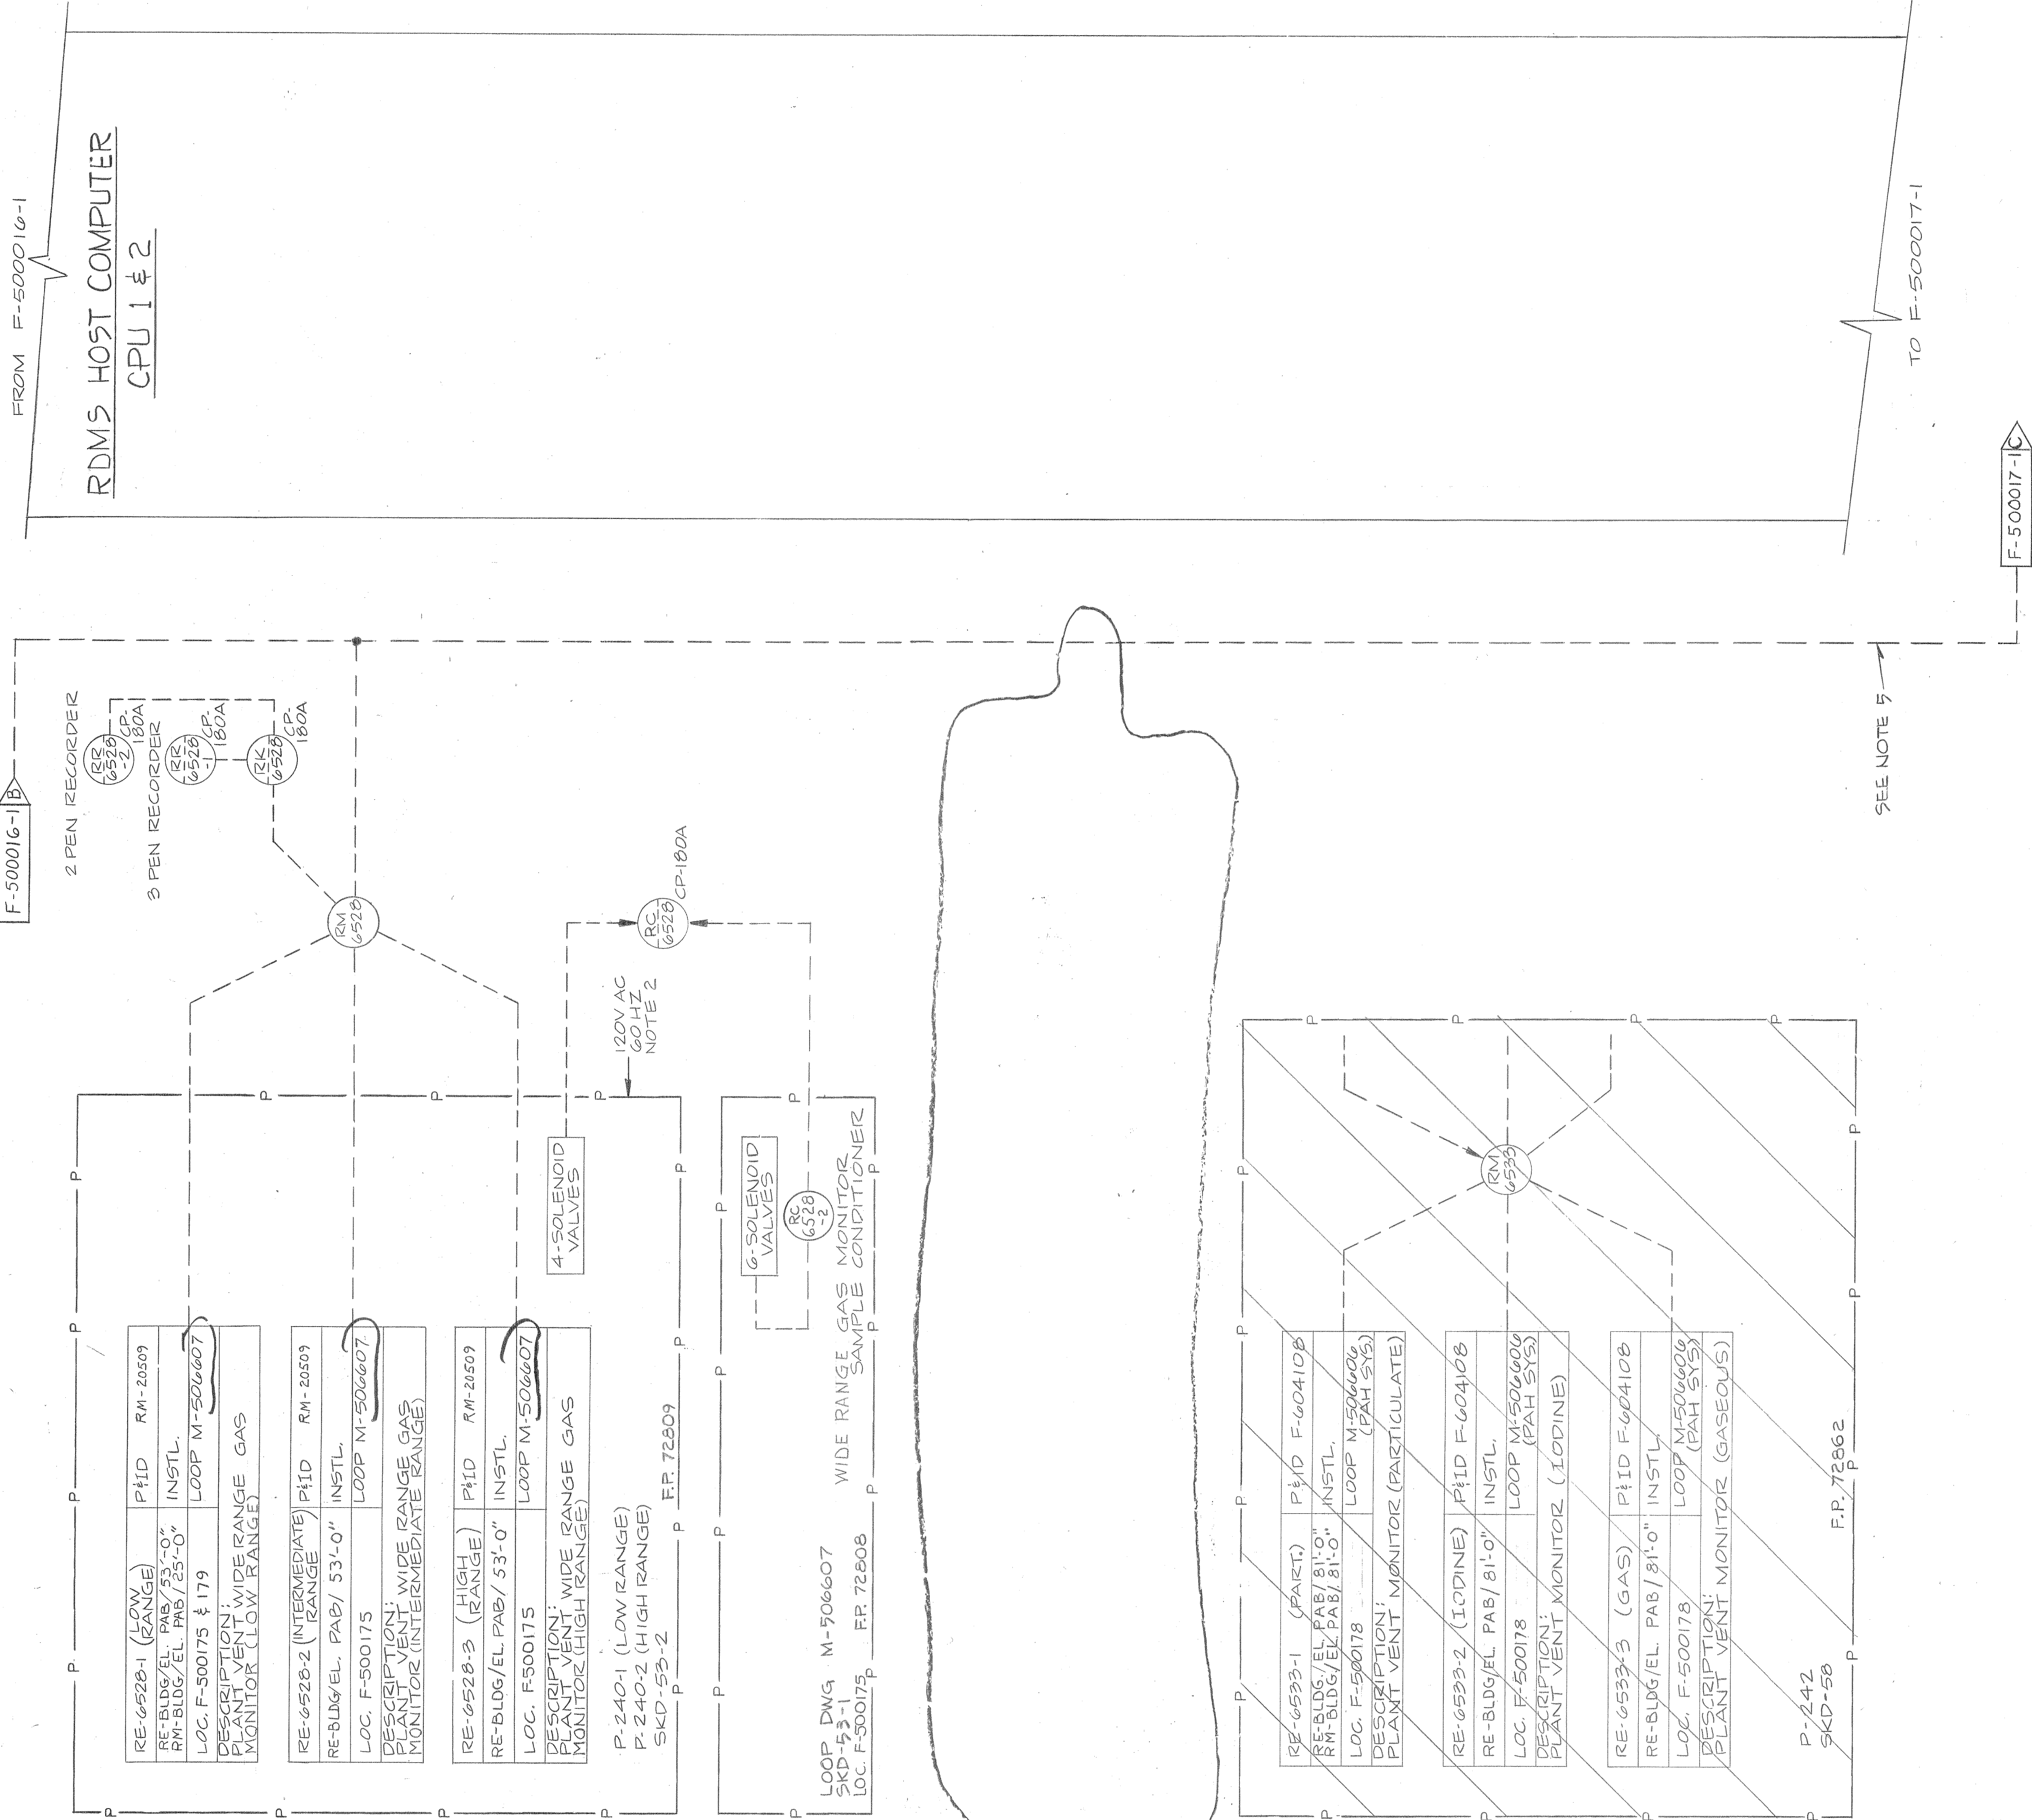 FROM F-500016-1
RDMS HOST COMPUTER
CPU 1 & 2
TO F-500017-1
F-500016-1 B
F-500017-1 C
SEE NOTE 5
2 PEN RECORDER
RR
6528
-2
CP-
180A
3 PEN RECORDER
RR
6528
-1
CP-
180A
RK
6528
CP-
180A
RM
6528
RC
6528
CP-180A
120V AC
60 HZ
NOTE 2
4-SOLENOID
VALVES
6-SOLENOID
VALVES
RC
6528
-2
WIDE RANGE GAS MONITOR
SAMPLE CONDITIONER
RE-6528-1 (LOW RANGE) P&ID RM-20509
RE-BLDG/EL. PAB/53'-0" INSTL.
RM-BLDG/EL. PAB/25'-0"
LOC. F-500175 & 179 LOOP M-506607
DESCRIPTION:
PLANT VENT WIDE RANGE GAS
MONITOR (LOW RANGE)
RE-6528-2 (INTERMEDIATE RANGE) P&ID RM-20509
RE-BLDG/EL. PAB/53'-0" INSTL.
LOC. F-500175 LOOP M-506607
DESCRIPTION:
PLANT VENT WIDE RANGE GAS
MONITOR (INTERMEDIATE RANGE)
RE-6528-3 (HIGH RANGE) P&ID RM-20509
RE-BLDG/EL. PAB/53'-0" INSTL.
LOC. F-500175 LOOP M-506607
DESCRIPTION:
PLANT VENT WIDE RANGE GAS
MONITOR (HIGH RANGE)
P-240-1 (LOW RANGE)
P-240-2 (HIGH RANGE)
SKD-53-2
F.P. 72809
LOOP DWG M-506607
SKD-53-1
LOC. F-500175 F.P. 72808
RM
6533
RE-6533-1 (PART.) P&ID F-604108
RE-BLDG/EL. PAB/81'-0" INSTL.
RM-BLDG/EL. PAB/81'-0"
LOC. F-500178 LOOP M-506606
(PAH SYS.)
DESCRIPTION:
PLANT VENT MONITOR (PARTICULATE)
RE-6533-2 (IODINE) P&ID F-604108
RE-BLDG/EL. PAB/81'-0" INSTL.
LOC. F-500178 LOOP M-506606
(PAH SYS.)
DESCRIPTION:
PLANT VENT MONITOR (IODINE)
RE-6533-3 (GAS) P&ID F-604108
RE-BLDG/EL. PAB/81'-0" INSTL.
LOC. F-500178 LOOP M-506606
(PAH SYS.)
DESCRIPTION:
PLANT VENT MONITOR (GASEOUS)
P-242
SKD-58
F.P. 72862